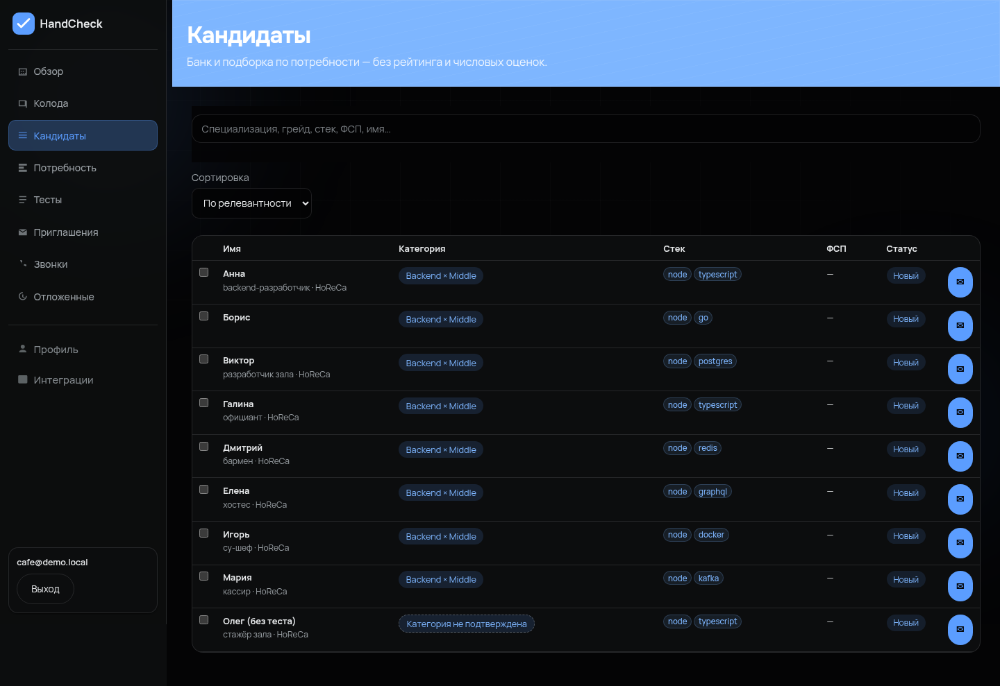 HandCheck
Обзор
Колода
Кандидаты
Потребность
Тесты
Приглашения
Звонки
Отложенные
Профиль
Интеграции
cafe@demo.local
Выход
Кандидаты
Банк и подборка по потребности — без рейтинга и числовых оценок.
Специализация, грейд, стек, ФСП, имя...
Сортировка
По релевантности
Имя Категория Стек ФСП Статус
Анна Backend × Middle node typescript — Новый
backend-разработчик · HoReCa
Борис Backend × Middle node go — Новый
Виктор Backend × Middle node postgres — Новый
разработчик зала · HoReCa
Галина Backend × Middle node typescript — Новый
официант · HoReCa
Дмитрий Backend × Middle node redis — Новый
бармен · HoReCa
Елена Backend × Middle node graphql — Новый
хостес · HoReCa
Игорь Backend × Middle node docker — Новый
су-шеф · HoReCa
Мария Backend × Middle node kafka — Новый
кассир · HoReCa
Олег (без теста) Категория не подтверждена node typescript — Новый
стажёр зала · HoReCa